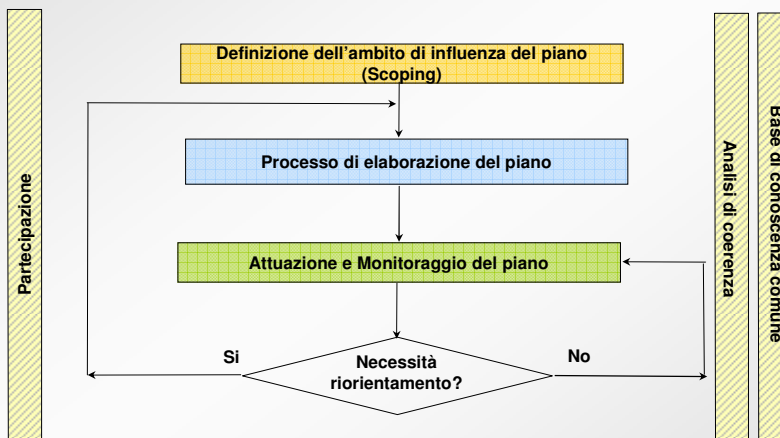 Definizione dell'ambito di influenza del piano
(Scoping)
Processo di elaborazione del piano
Attuazione e Monitoraggio del piano
Si
Necessità
riorientamento?
No
Partecipazione
Analisi di coerenza
Base di conoscenza comune